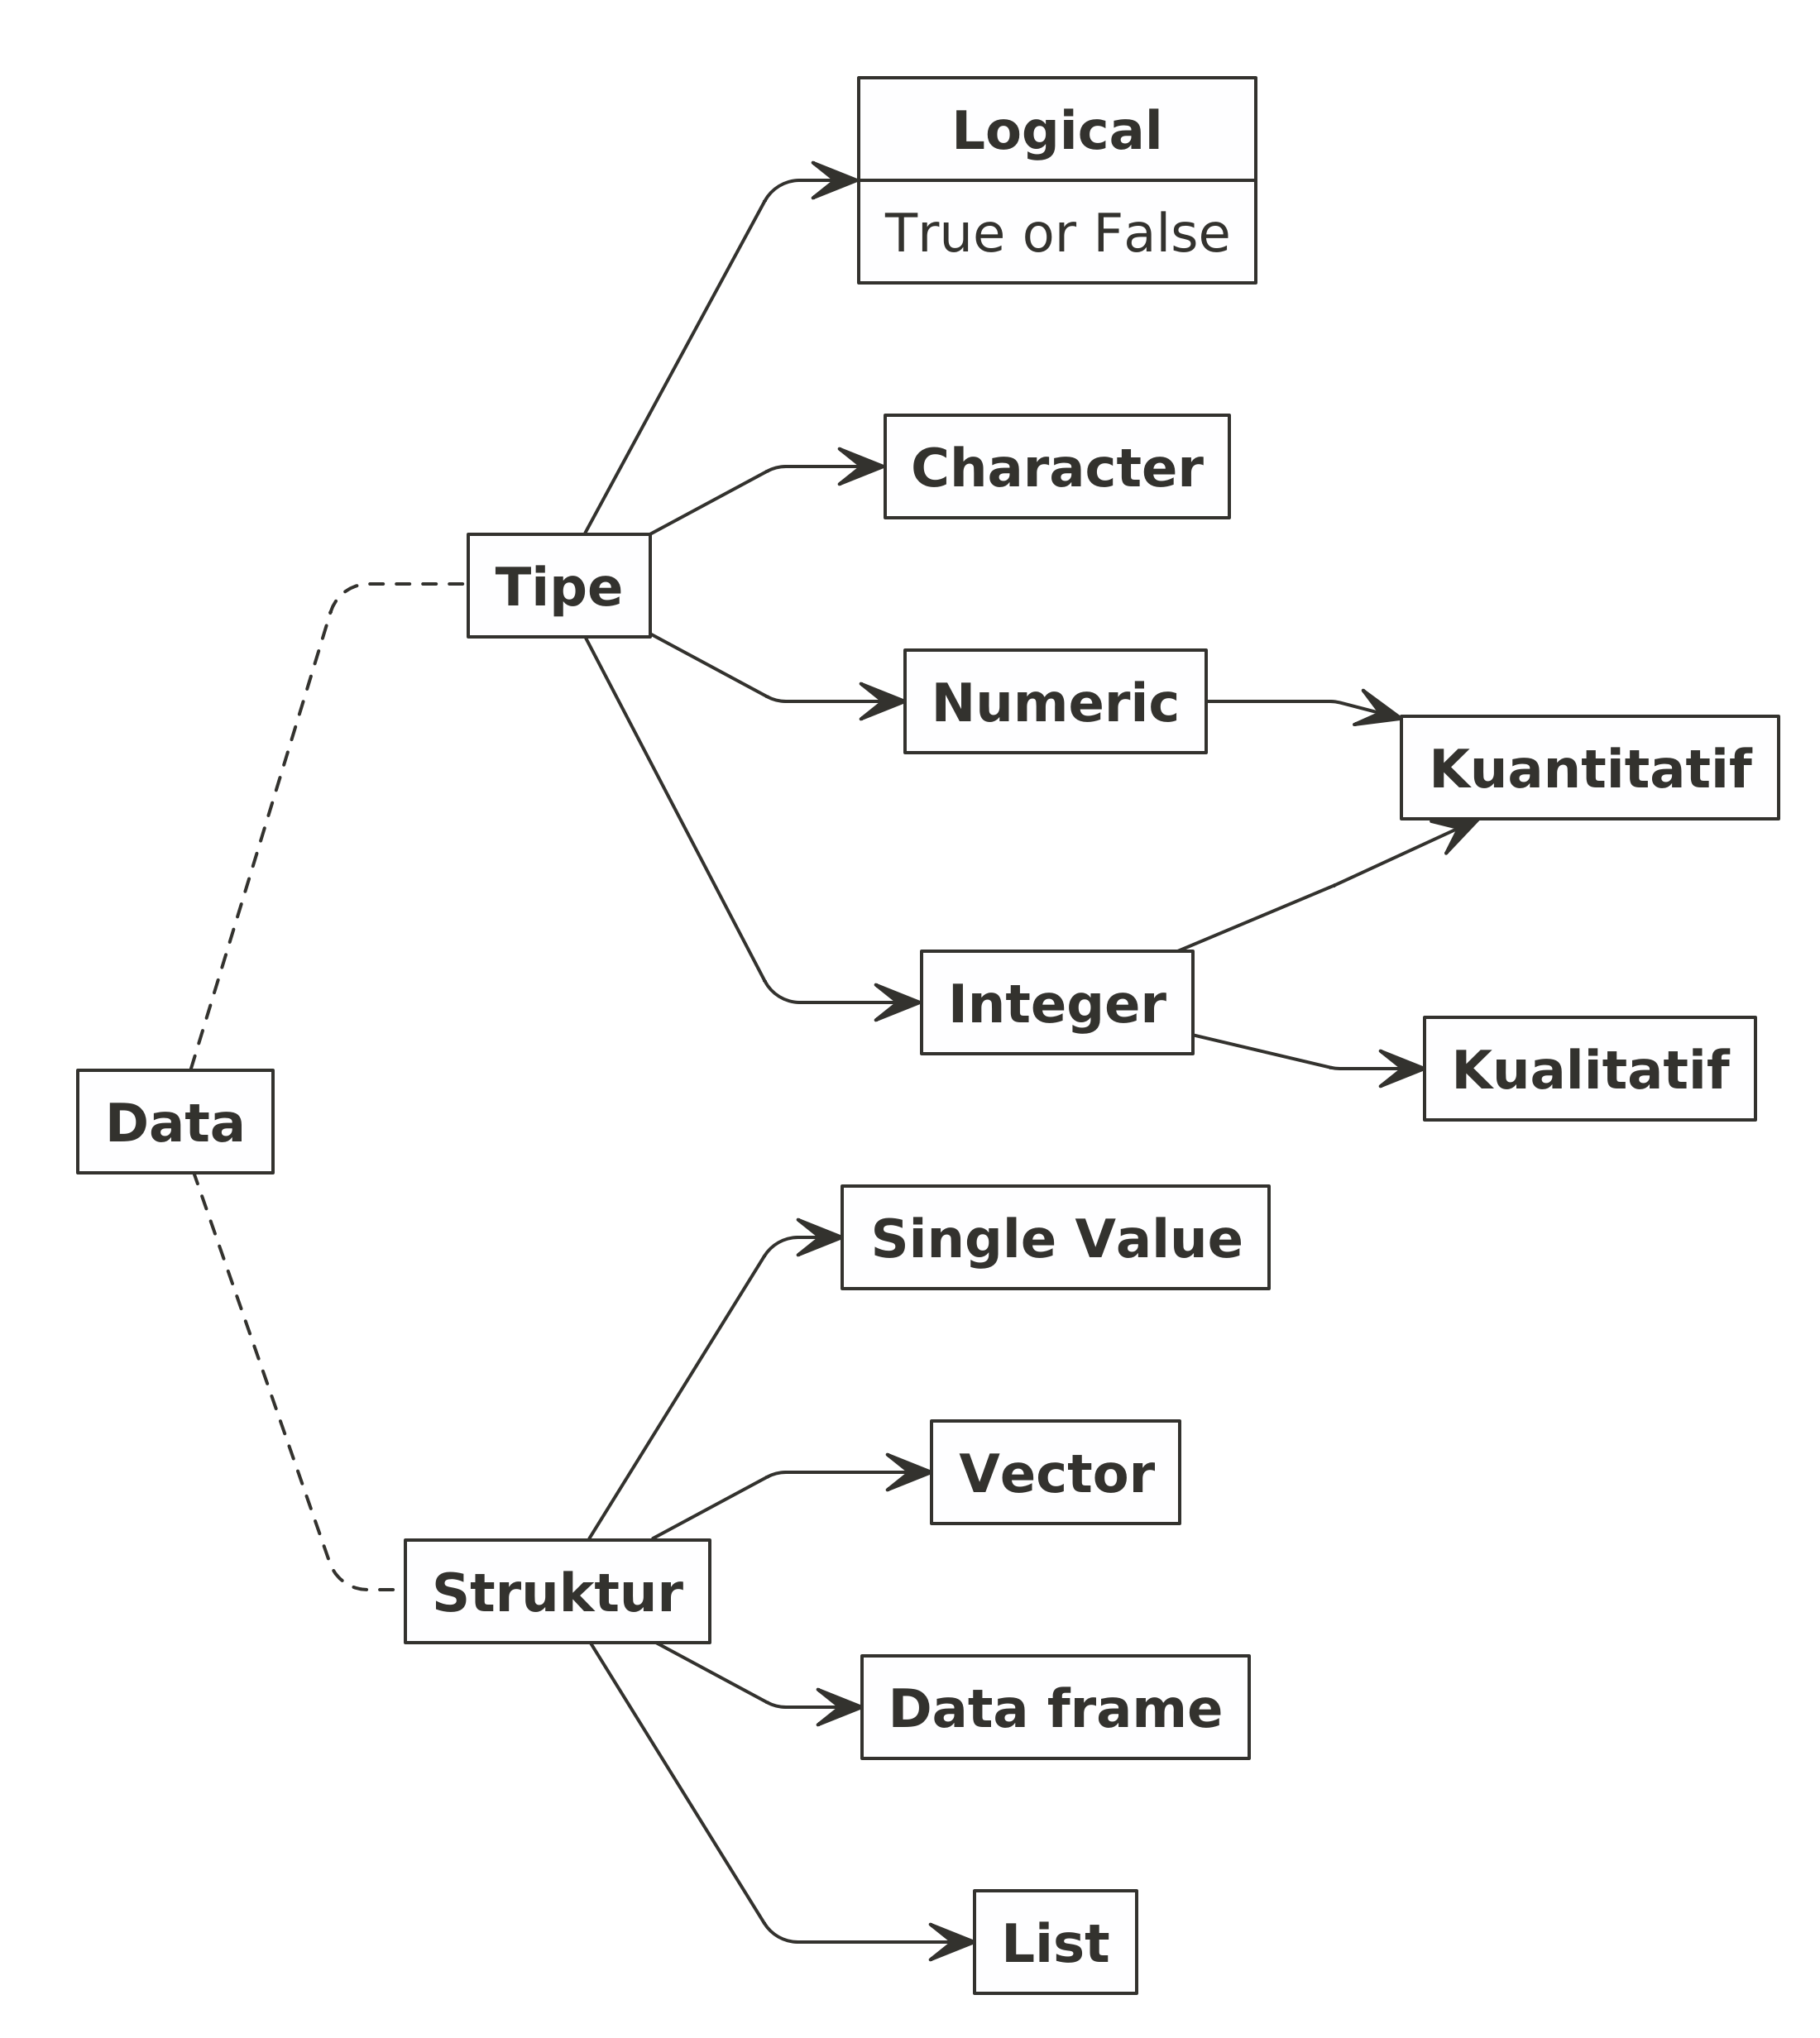 Logical
True or False
Character
Tipe
Numeric
Kuantitatif
Integer
Kualitatif
Data
Single Value
Vector
Struktur
Data frame
List